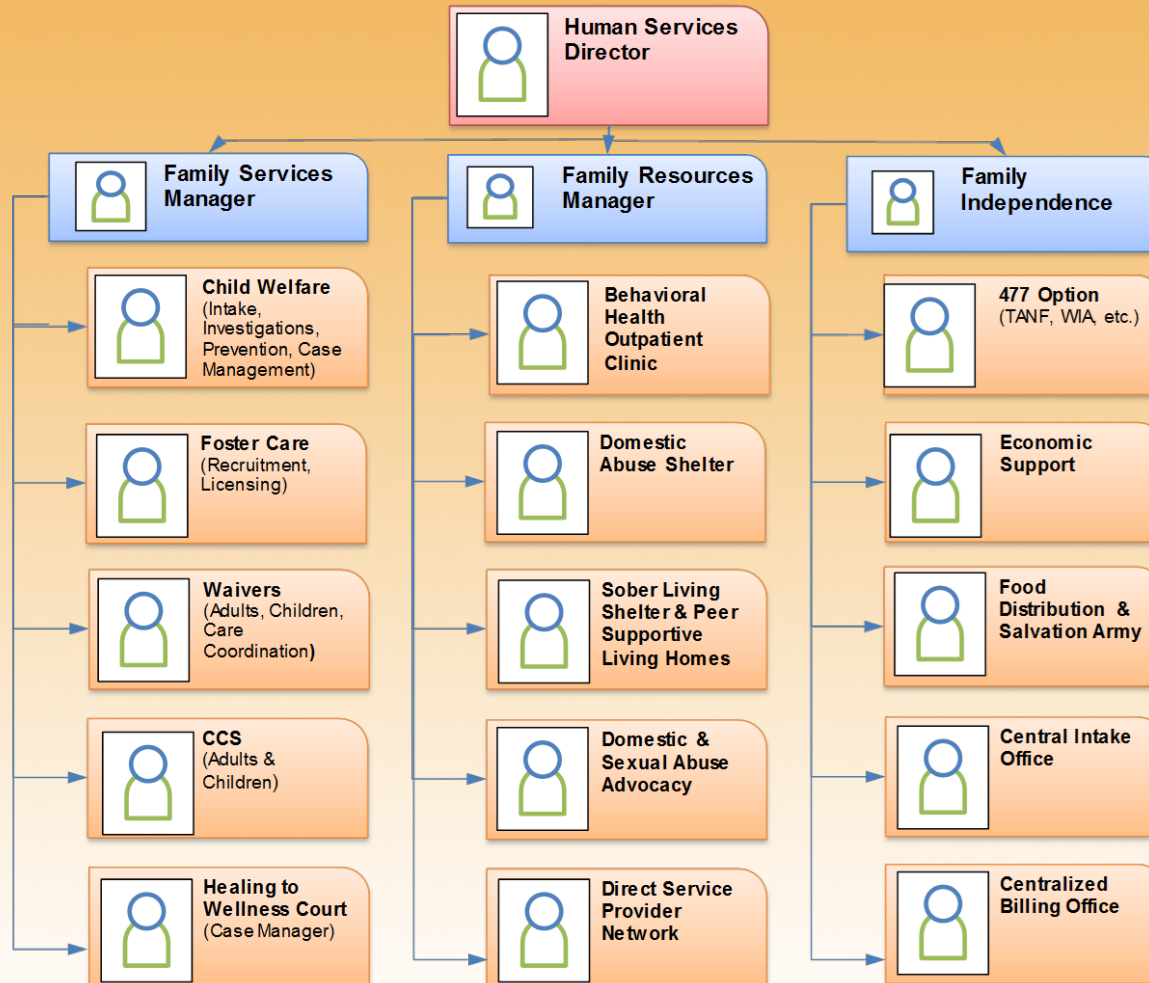 Human Services
Director
Family Services
Manager
Family Resources
Manager
Family
Independence
Child Welfare
(Intake,
Investigations,
Prevention, Case
Management)
Behavioral
Health
Outpatient
Clinic
477 Option
(TANF, WIA, etc.)
Foster Care
(Recruitment,
Licensing)
Domestic
Abuse Shelter
Economic
Support
Waivers
(Adults, Children,
Care
Coordination)
Sober Living
Shelter & Peer
Supportive
Living Homes
Food
Distribution &
Salvation Army
CCS
(Adults &
Children)
Domestic &
Sexual Abuse
Advocacy
Central Intake
Office
Healing to
Wellness Court
(Case Manager)
Direct Service
Provider
Network
Centralized
Billing Office